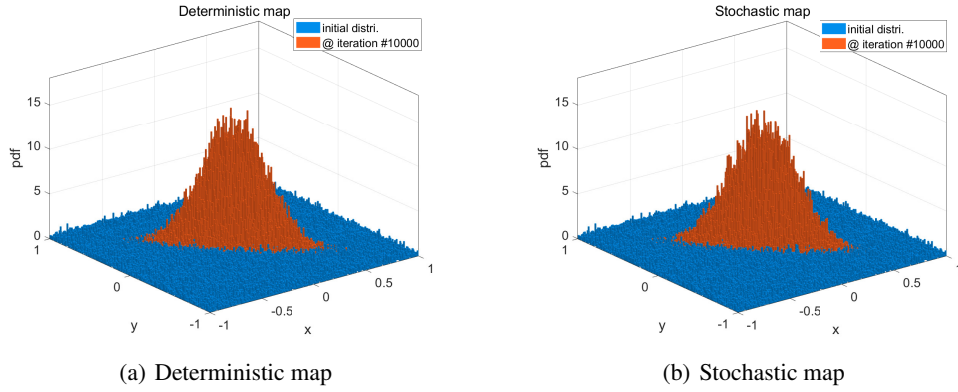 Deterministic map
initial distri.
@ iteration #10000
15
10
5
0
pdf
1
0
-1
y
-1
-0.5
0
0.5
1
x
(a) Deterministic map
Stochastic map
initial distri.
@ iteration #10000
15
10
5
0
pdf
1
0
-1
y
-1
-0.5
0
0.5
1
x
(b) Stochastic map